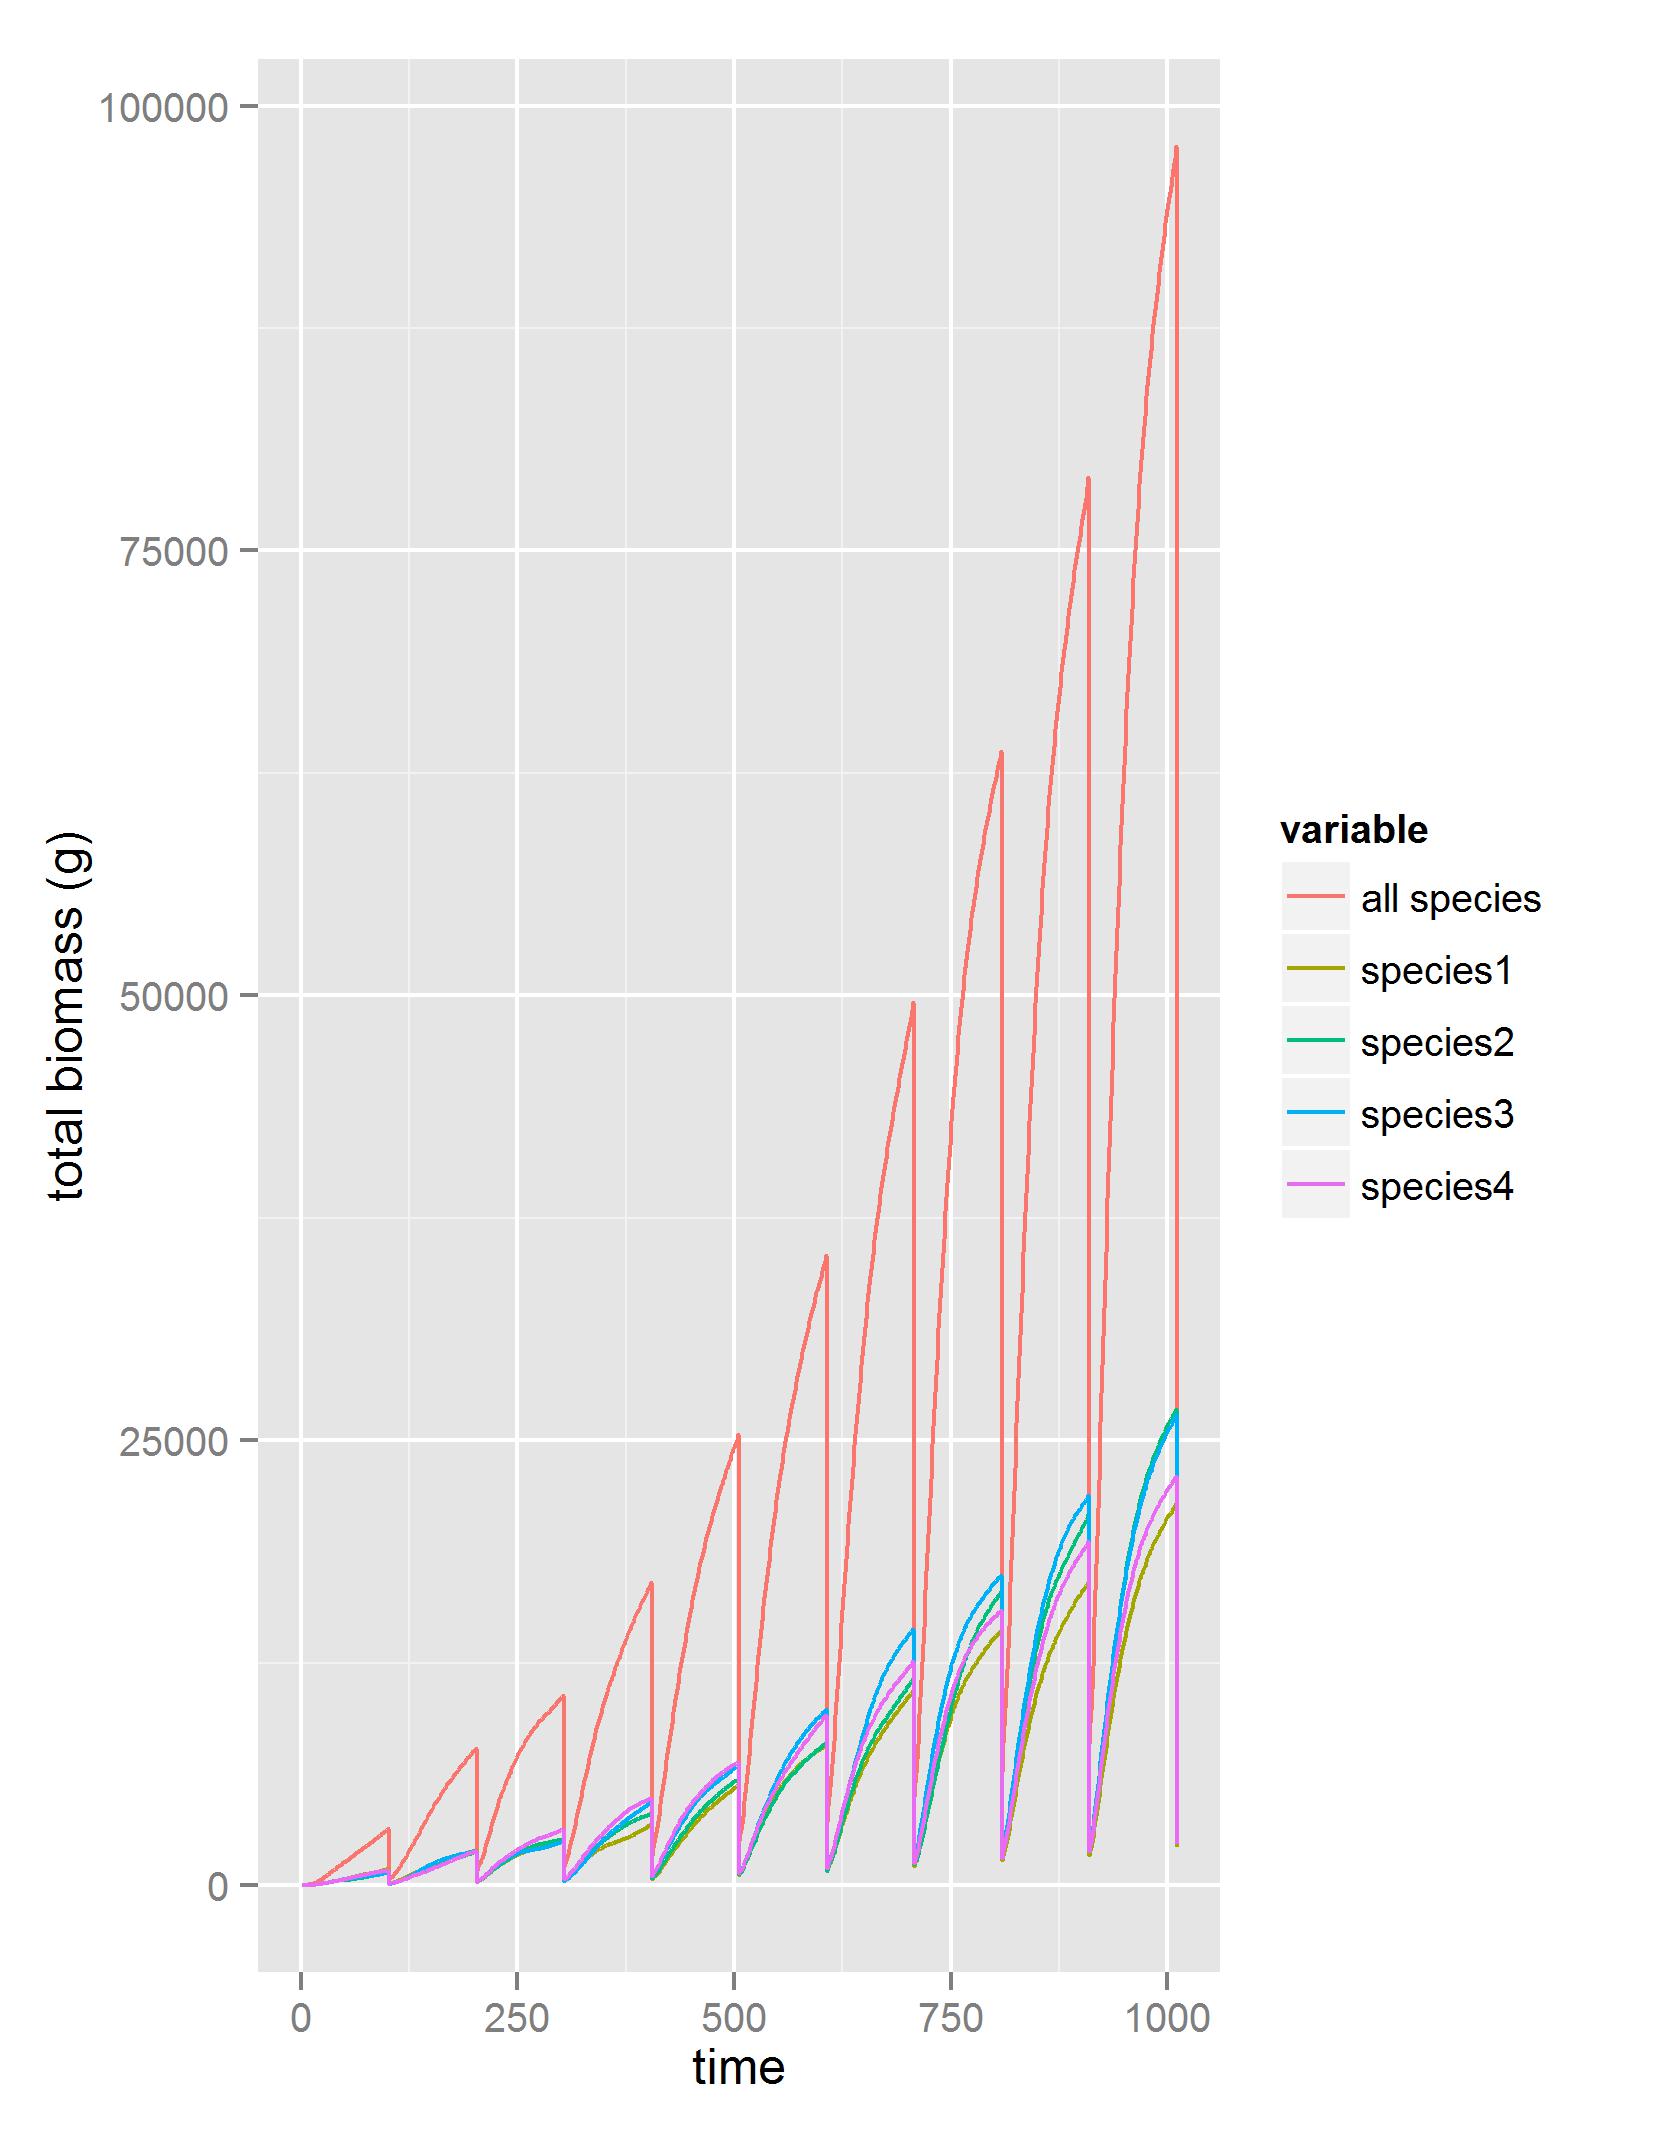 100000
75000
50000
25000
0
total biomass (g)
0 250 500 750 1000
time
variable
all species
species1
species2
species3
species4